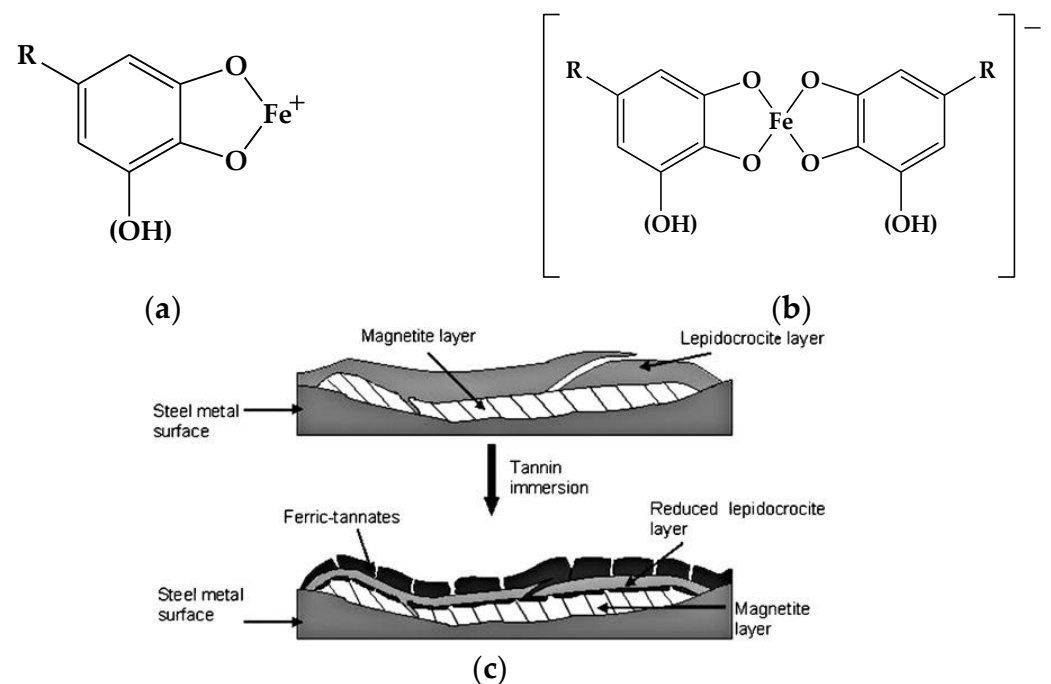 R
O
Fe+
O
(OH)
(a)
R
O
O
R
Fe
O
O
(OH)
(OH)
−
(b)
Magnetite layer
Lepidocrocite layer
Steel metal
surface
Tannin
immersion
Ferric-tannates
Reduced lepidocrocite
layer
Steel metal
surface
Magnetite
layer
(c)